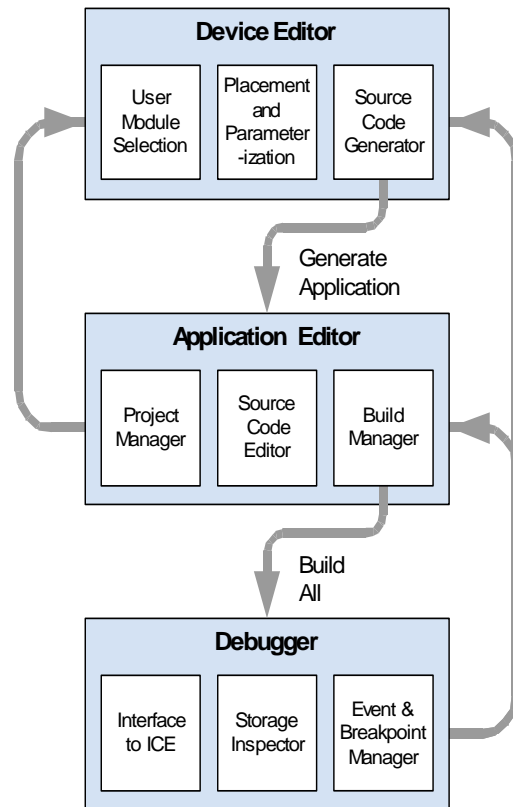 Device Editor
User
Module
Selection
Placement
and
Parameter
-ization
Source
Code
Generator
Generate
Application
Application Editor
Project
Manager
Source
Code
Editor
Build
Manager
Build
All
Debugger
Interface
to ICE
Storage
Inspector
Event &
Breakpoint
Manager